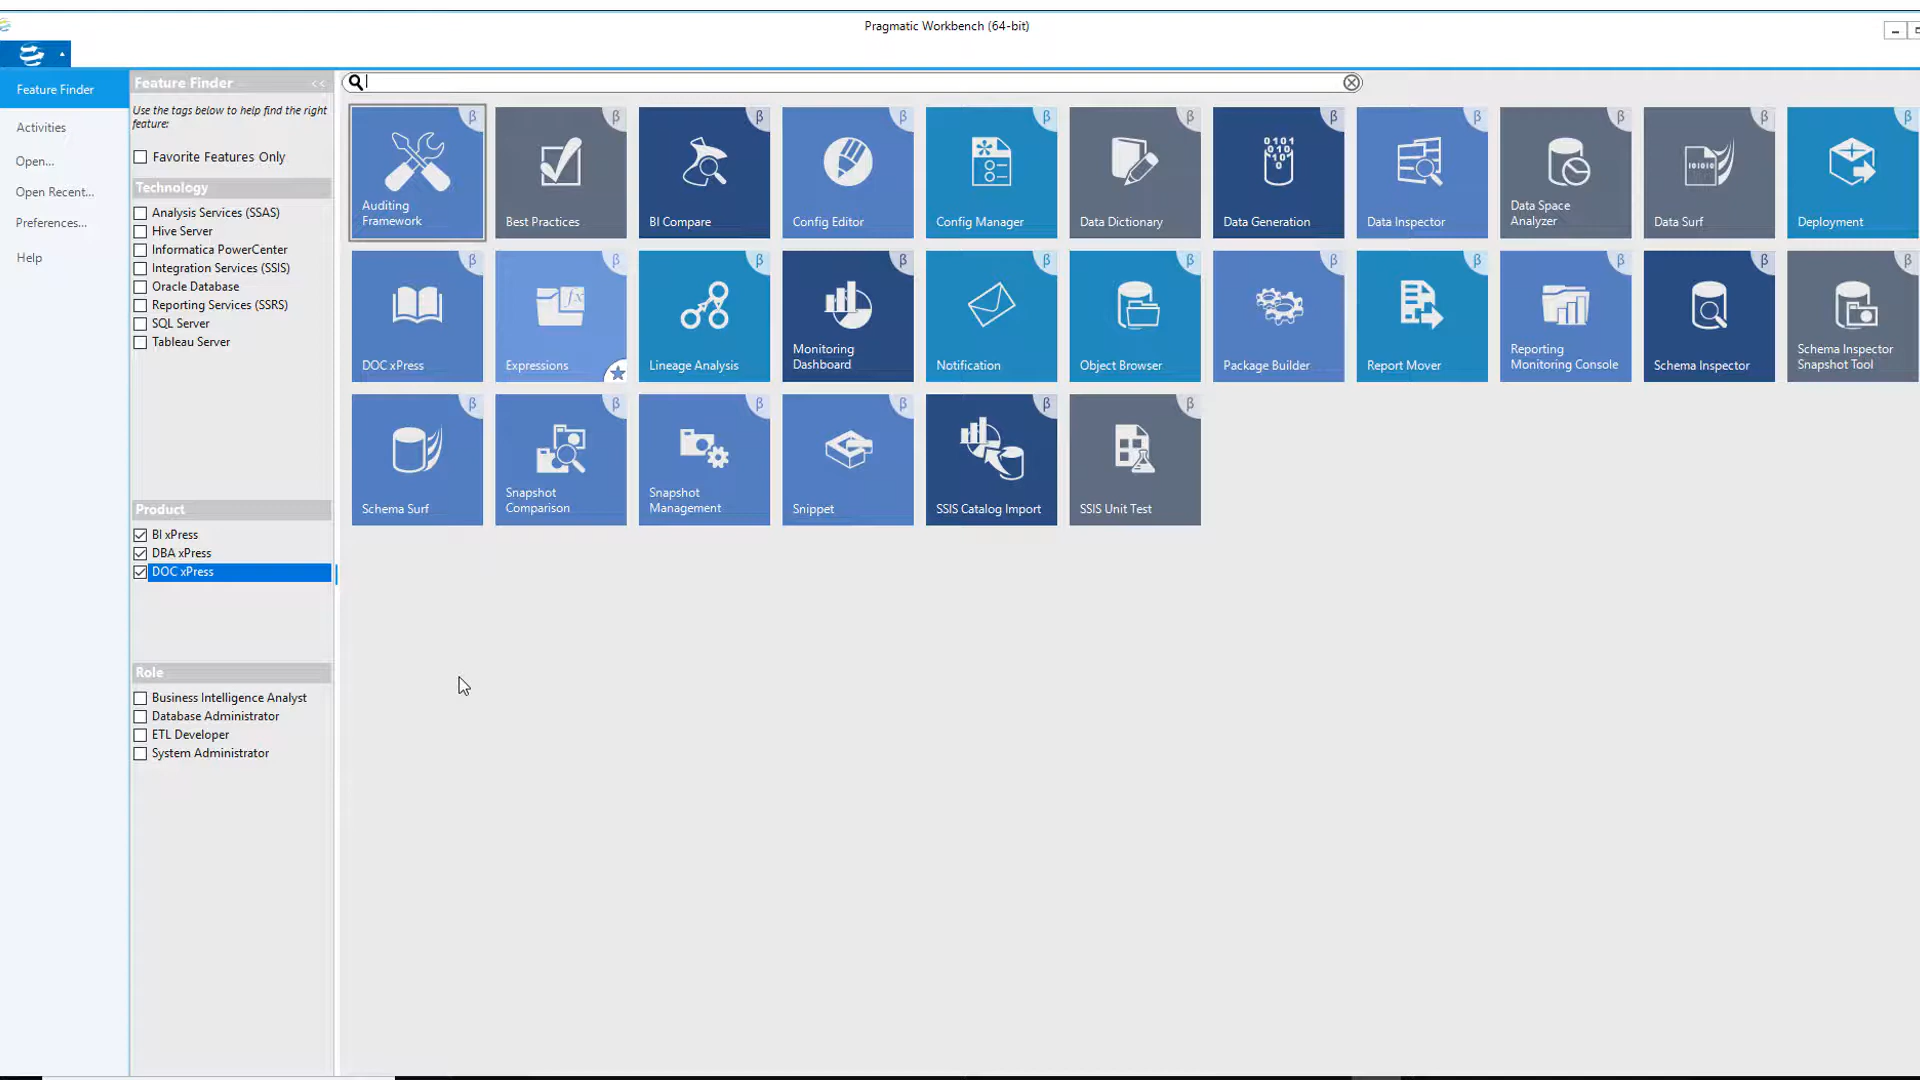 Pragmatic Workbench (64-bit)
Feature Finder
Activities
Open...
Open Recent...
Preferences...
Help
Feature Finder <<
Use the tags below to help find the right
feature:
Favorite Features Only
Technology
Analysis Services (SSAS)
Hive Server
Informatica PowerCenter
Integration Services (SSIS)
Oracle Database
Reporting Services (SSRS)
SQL Server
Tableau Server
Product
BI xPress
DBA xPress
DOC xPress
Role
Business Intelligence Analyst
Database Administrator
ETL Developer
System Administrator
β
Auditing
Framework
β
Best Practices
β
BI Compare
β
Config Editor
β
Config Manager
β
Data Dictionary
β
0101
010
10
0
Data Generation
β
Data Inspector
β
Data Space
Analyzer
β
01010
Data Surf
β
Deployment
β
DOC xPress
β
fx
Expressions
β
Lineage Analysis
β
Monitoring
Dashboard
β
Notification
β
Object Browser
β
Package Builder
β
Report Mover
β
Reporting
Monitoring Console
β
Schema Inspector
β
Schema Inspector
Snapshot Tool
β
Schema Surf
β
Snapshot
Comparison
β
Snapshot
Management
β
Snippet
β
SSIS Catalog Import
β
SSIS Unit Test